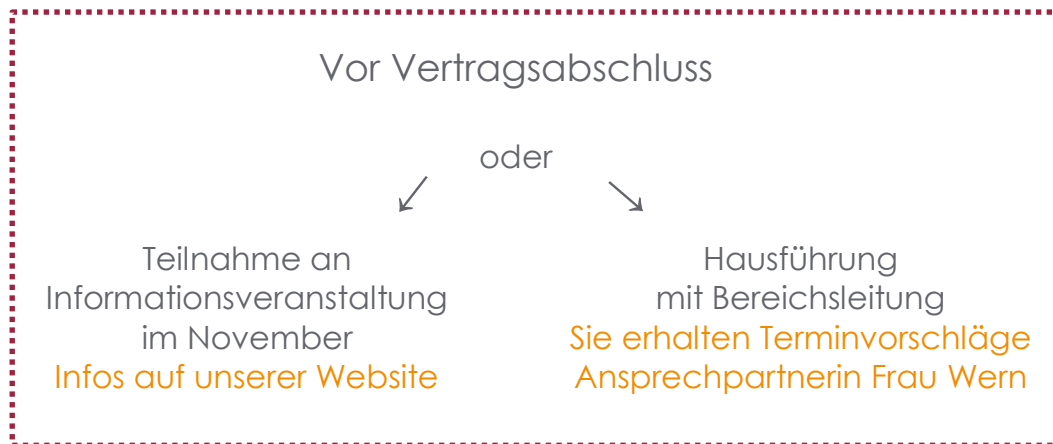 Vor Vertragsabschluss
oder
Teilnahme an
Informationsveranstaltung
im November
Infos auf unserer Website
Hausführung
mit Bereichsleitung
Sie erhalten Terminvorschläge
Ansprechpartnerin Frau Wern